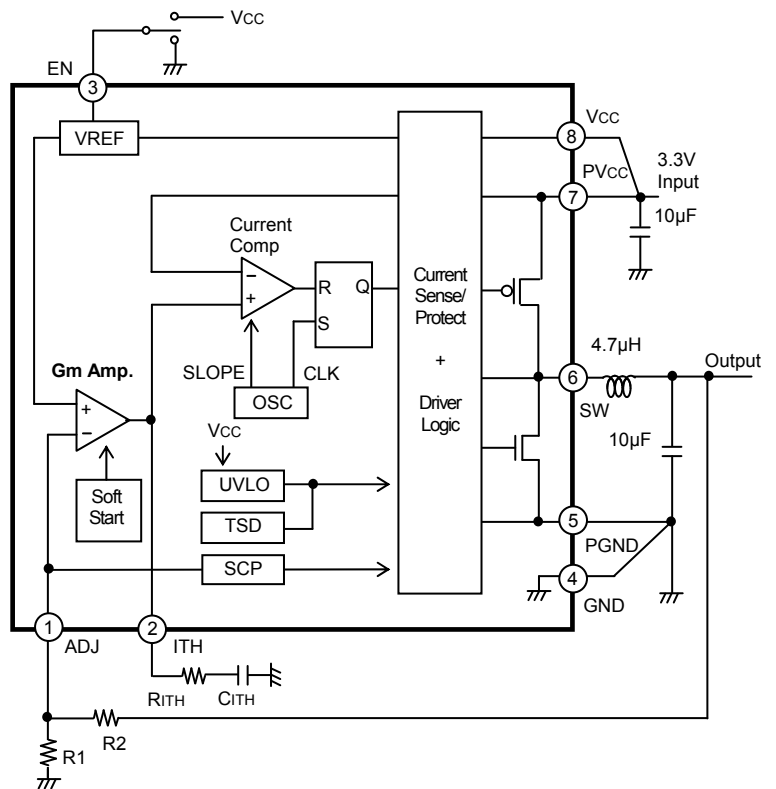 VCC
EN
3
VREF
VCC
8
PVCC
7
3.3V
Input
10µF
Current
Comp
−
+
R
Q
S
SLOPE
CLK
OSC
Current
Sense/
Protect
+
Driver
Logic
4.7µH
Output
6
SW
10µF
Gm Amp.
+
−
Soft
Start
VCC
UVLO
TSD
SCP
5
PGND
4
GND
1
ADJ
2
ITH
RITH
CITH
R2
R1